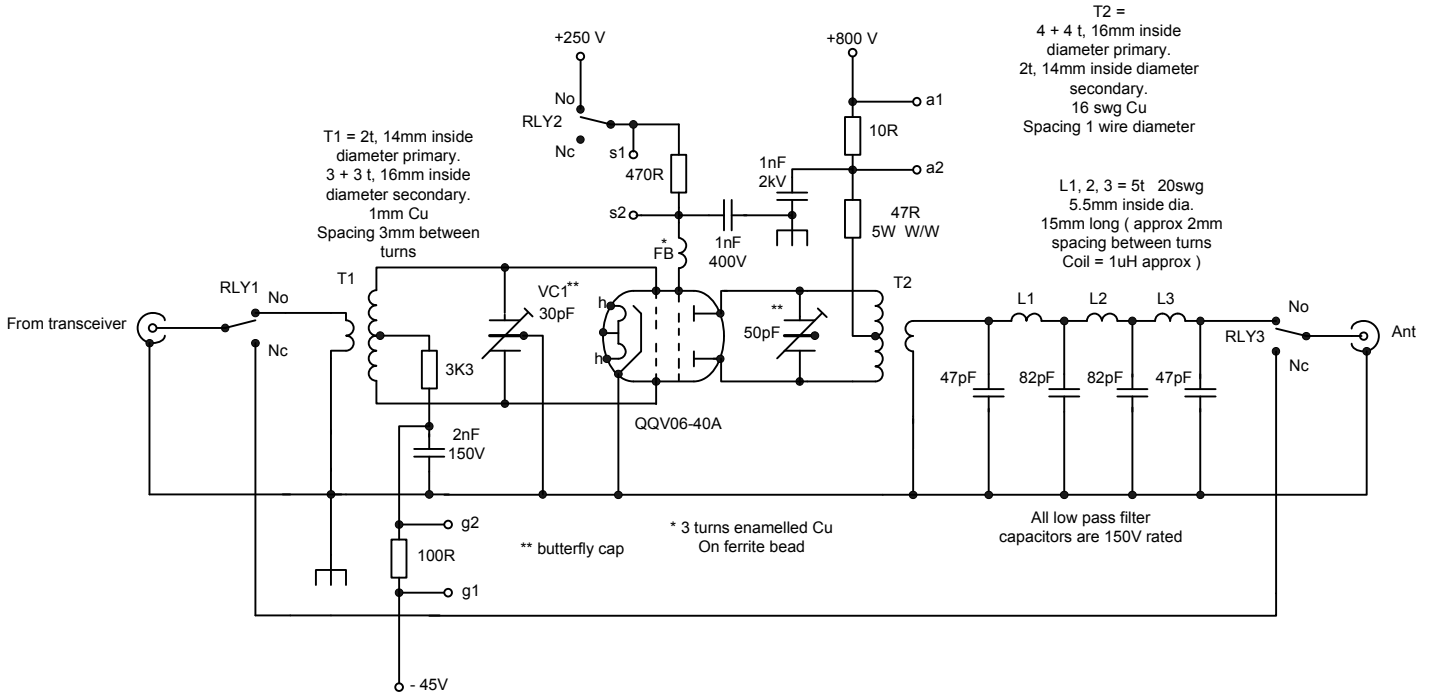 T2 =
4 + 4 t, 16mm inside
diameter primary.
2t, 14mm inside diameter
secondary.
16 swg Cu
Spacing 1 wire diameter
+250 V
+800 V
No
RLY2
Nc
s1
470R
s2
1nF
400V
*
FB
a1
10R
1nF
2kV
a2
47R
5W W/W
T1 = 2t, 14mm inside
diameter primary.
3 + 3 t, 16mm inside
diameter secondary.
1mm Cu
Spacing 3mm between
turns
L1, 2, 3 = 5t 20swg
5.5mm inside dia.
15mm long ( approx 2mm
spacing between turns
Coil = 1uH approx )
From transceiver
RLY1
No
Nc
T1
VC1**
30pF
3K3
h
h
QQV06-40A
**
50pF
T2
L1
L2
L3
47pF
82pF
82pF
47pF
No
RLY3
Nc
Ant
2nF
150V
g2
100R
g1
- 45V
** butterfly cap
* 3 turns enamelled Cu
On ferrite bead
All low pass filter
capacitors are 150V rated